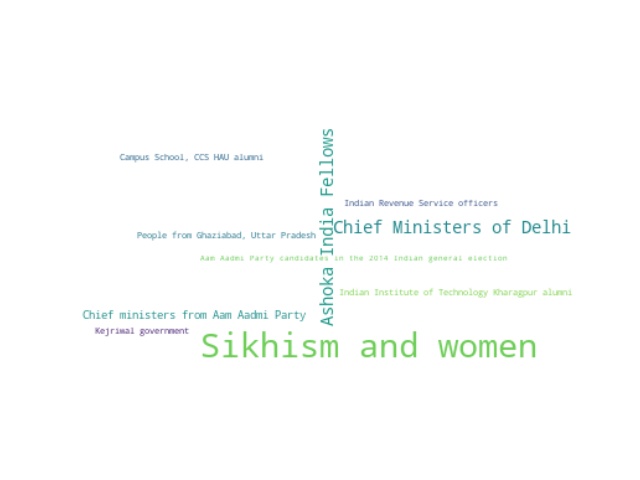 Campus School, CCS HAU alumni
Ashoka India Fellows
Indian Revenue Service officers
Chief Ministers of Delhi
People from Ghaziabad, Uttar Pradesh
Aam Aadmi Party candidates in the 2014 Indian general election
Indian Institute of Technology Kharagpur alumni
Chief ministers from Aam Aadmi Party
Kejriwal government
Sikhism and women